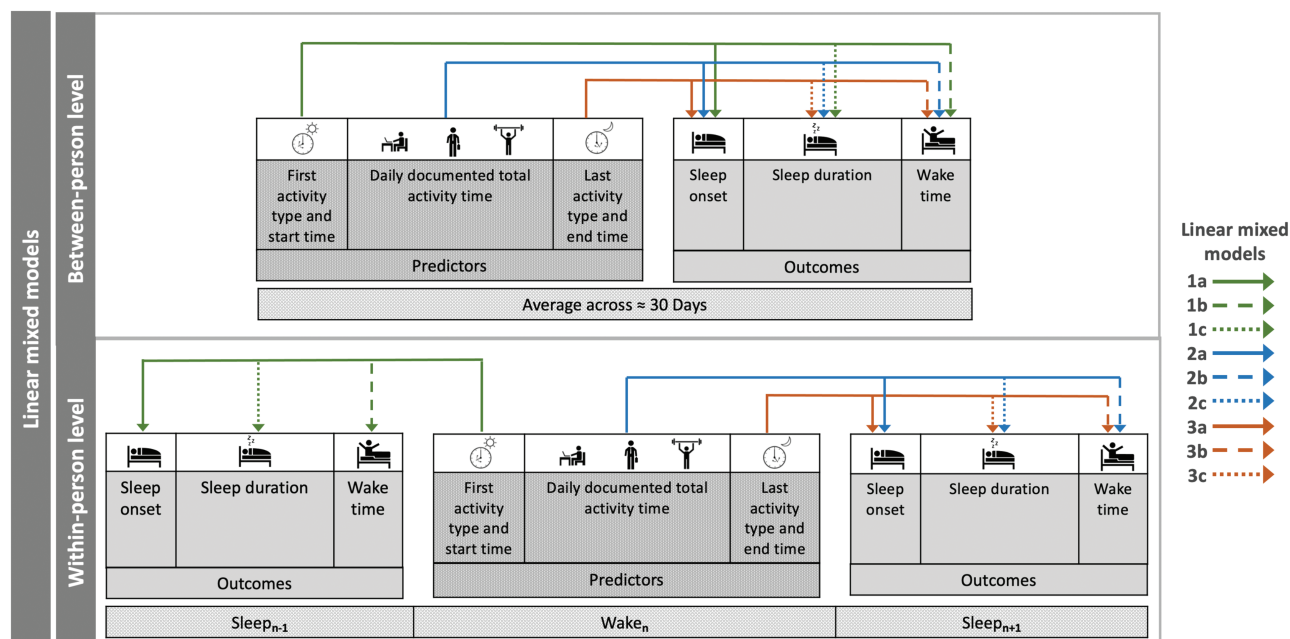 Linear mixed models
Between-person level
First
activity
type and
start time
Daily documented total
activity time
Last
activity
type and
end time
Predictors
Sleep
onset
Sleep duration
Wake
time
Outcomes
Average across ≈ 30 Days
Within-person level
Sleep
onset
Sleep duration
Wake
time
Outcomes
First
activity
type and
start time
Daily documented total
activity time
Last
activity
type and
end time
Predictors
Sleep
onset
Sleep duration
Wake
time
Outcomes
Sleepn-1
Waken
Sleepn+1
Linear mixed
models
1a
1b
1c
2a
2b
2c
3a
3b
3c